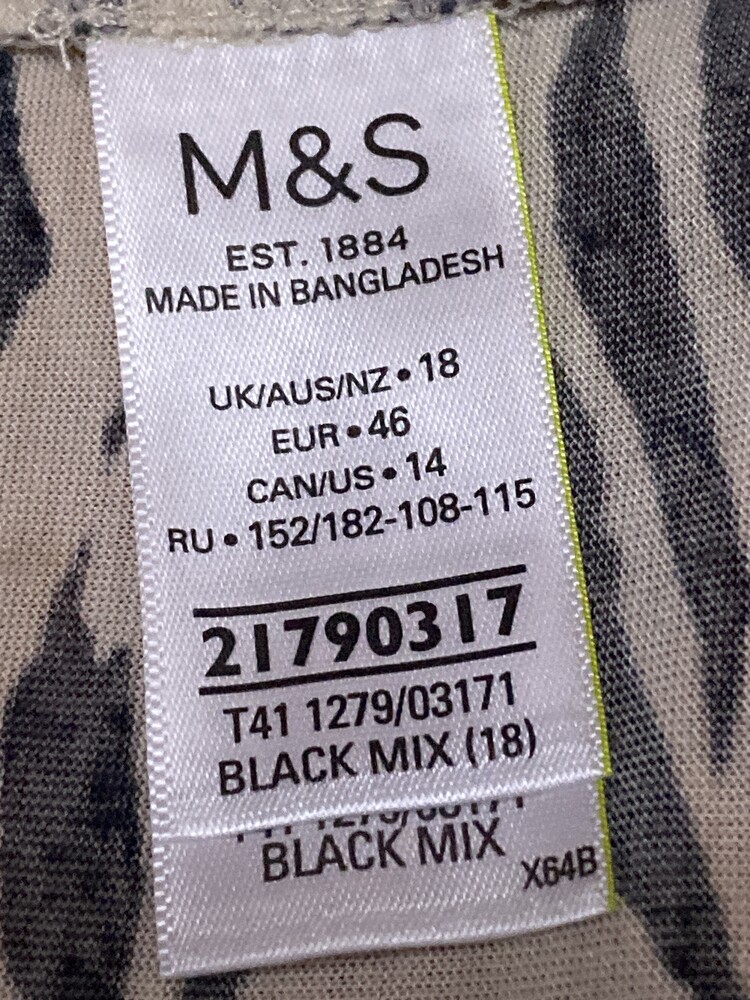 M&S
EST. 1884
MADE IN BANGLADESH
UK/AUS/NZ • 18
EUR • 46
CAN/US • 14
RU • 152/182-108-115
21790317
T41 1279/03171
BLACK MIX (18)
BLACK MIX
X64B